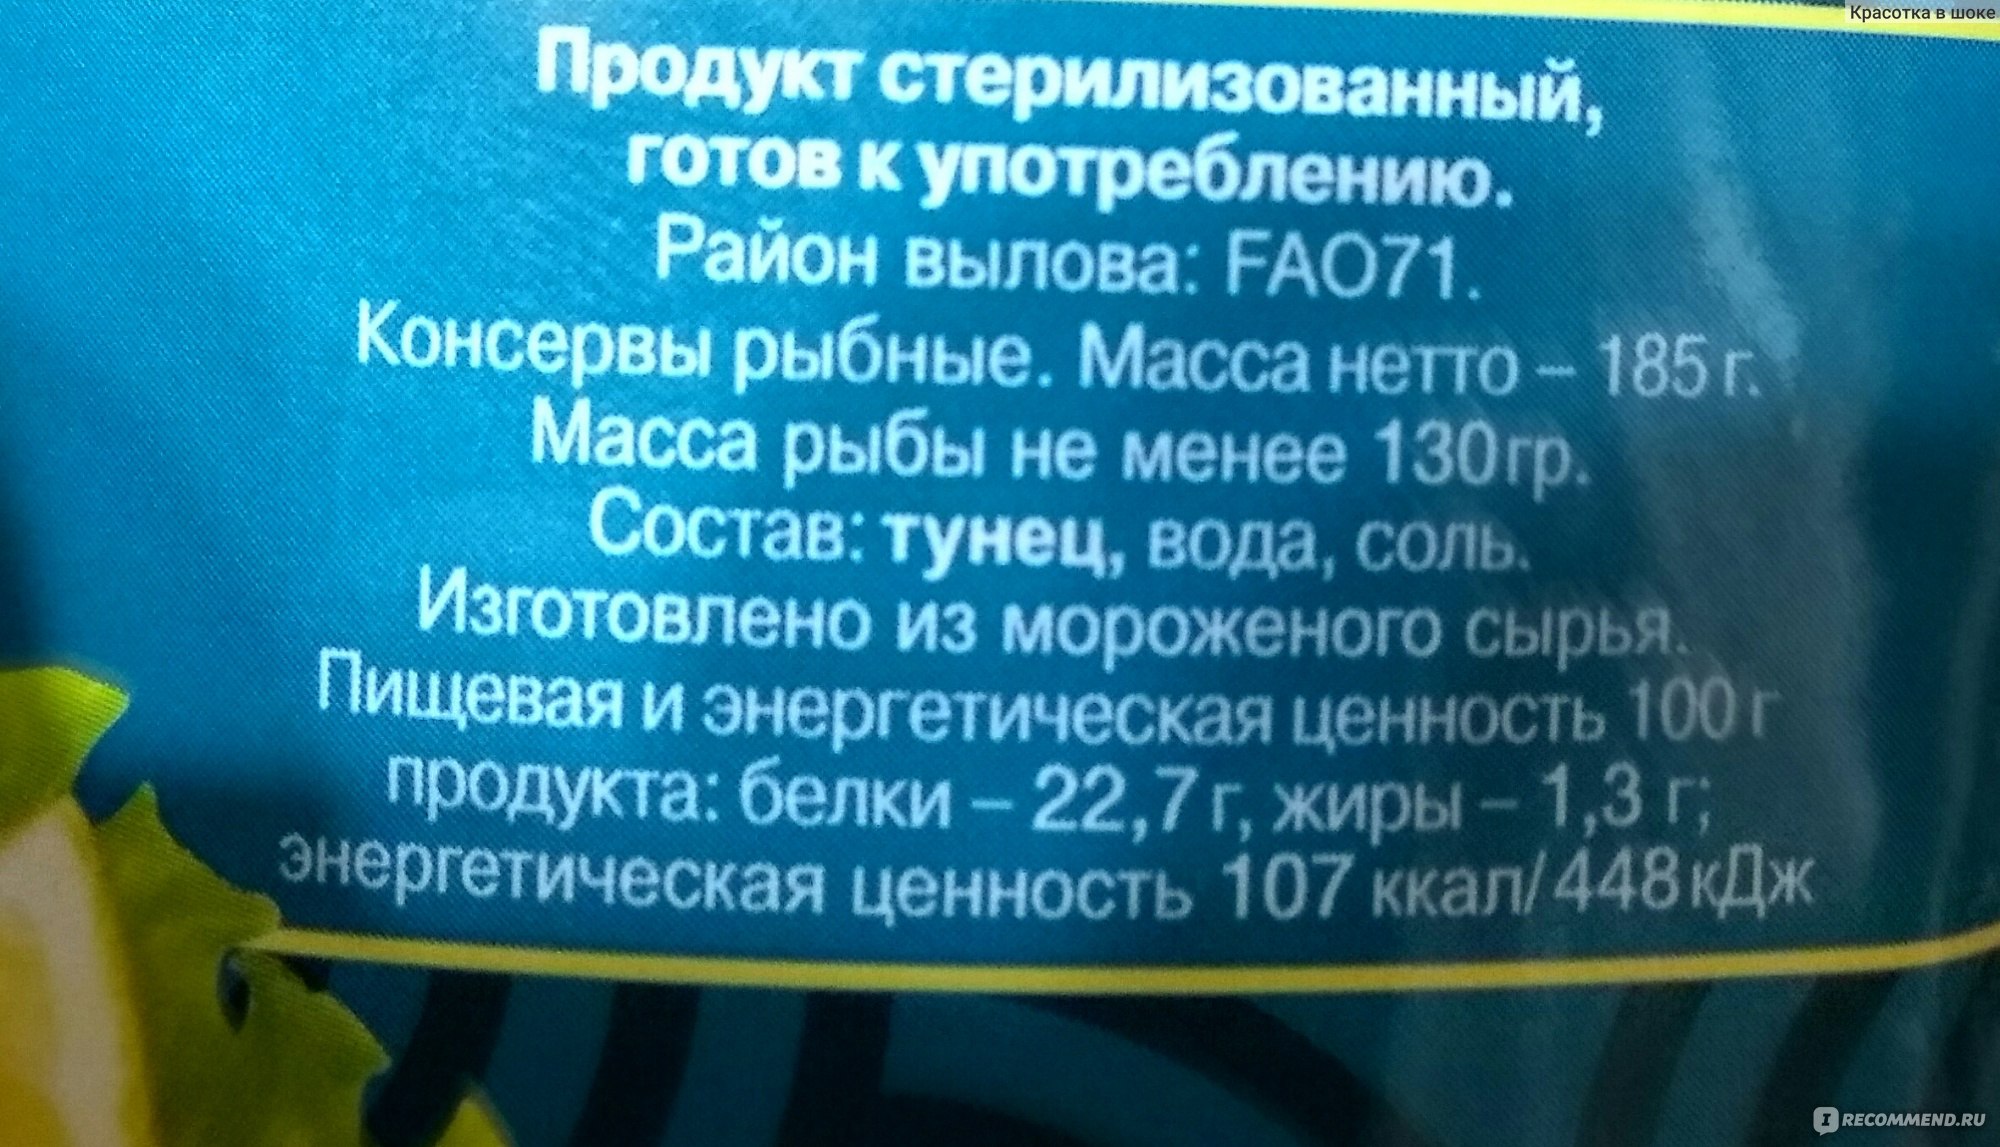 Красотка в шоке
Продукт стерилизованный,
готов к употреблению.
Район вылова: FAO71.
Консервы рыбные. Масса нетто – 185 г.
Масса рыбы не менее 130гр.
Состав: тунец, вода, соль.
Изготовлено из мороженого сырья.
Пищевая и энергетическая ценность 100 г
продукта: белки – 22,7 г, жиры – 1,3 г;
энергетическая ценность 107 ккал/448 кДж
IRECOMMEND.RU